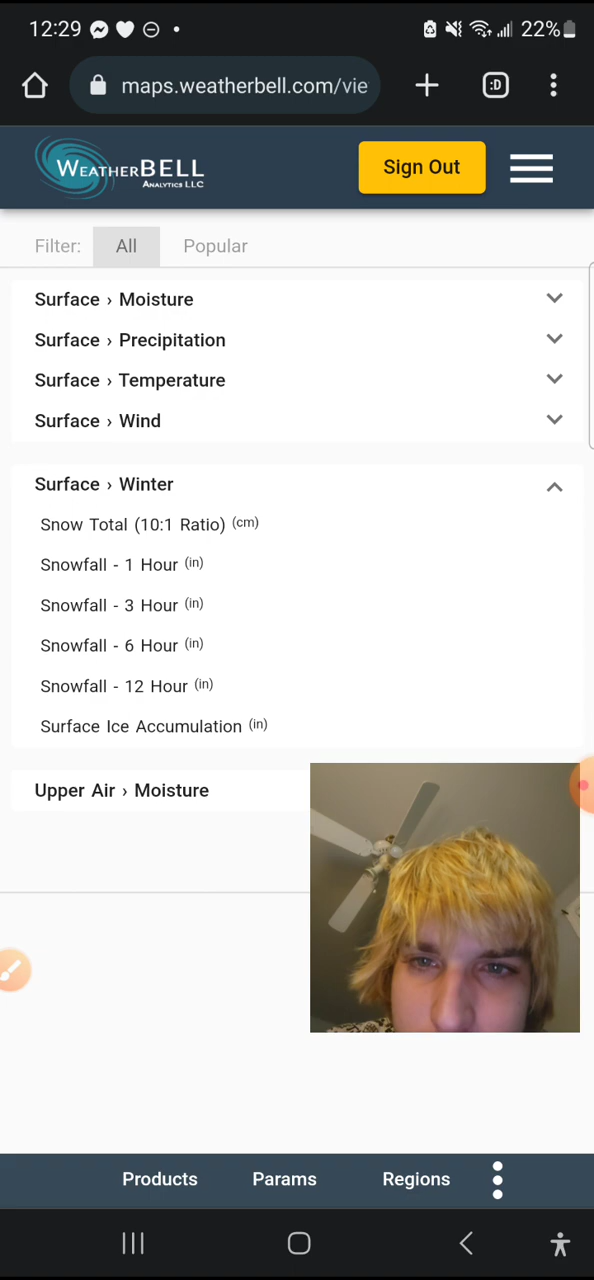 12:29 22%
maps.weatherbell.com/vie :D
WEATHERBELL
ANALYTICS LLC
Sign Out
Filter: All Popular
Surface › Moisture
Surface › Precipitation
Surface › Temperature
Surface › Wind
Surface › Winter
Snow Total (10:1 Ratio) (cm)
Snowfall - 1 Hour (in)
Snowfall - 3 Hour (in)
Snowfall - 6 Hour (in)
Snowfall - 12 Hour (in)
Surface Ice Accumulation (in)
Upper Air › Moisture
Products Params Regions